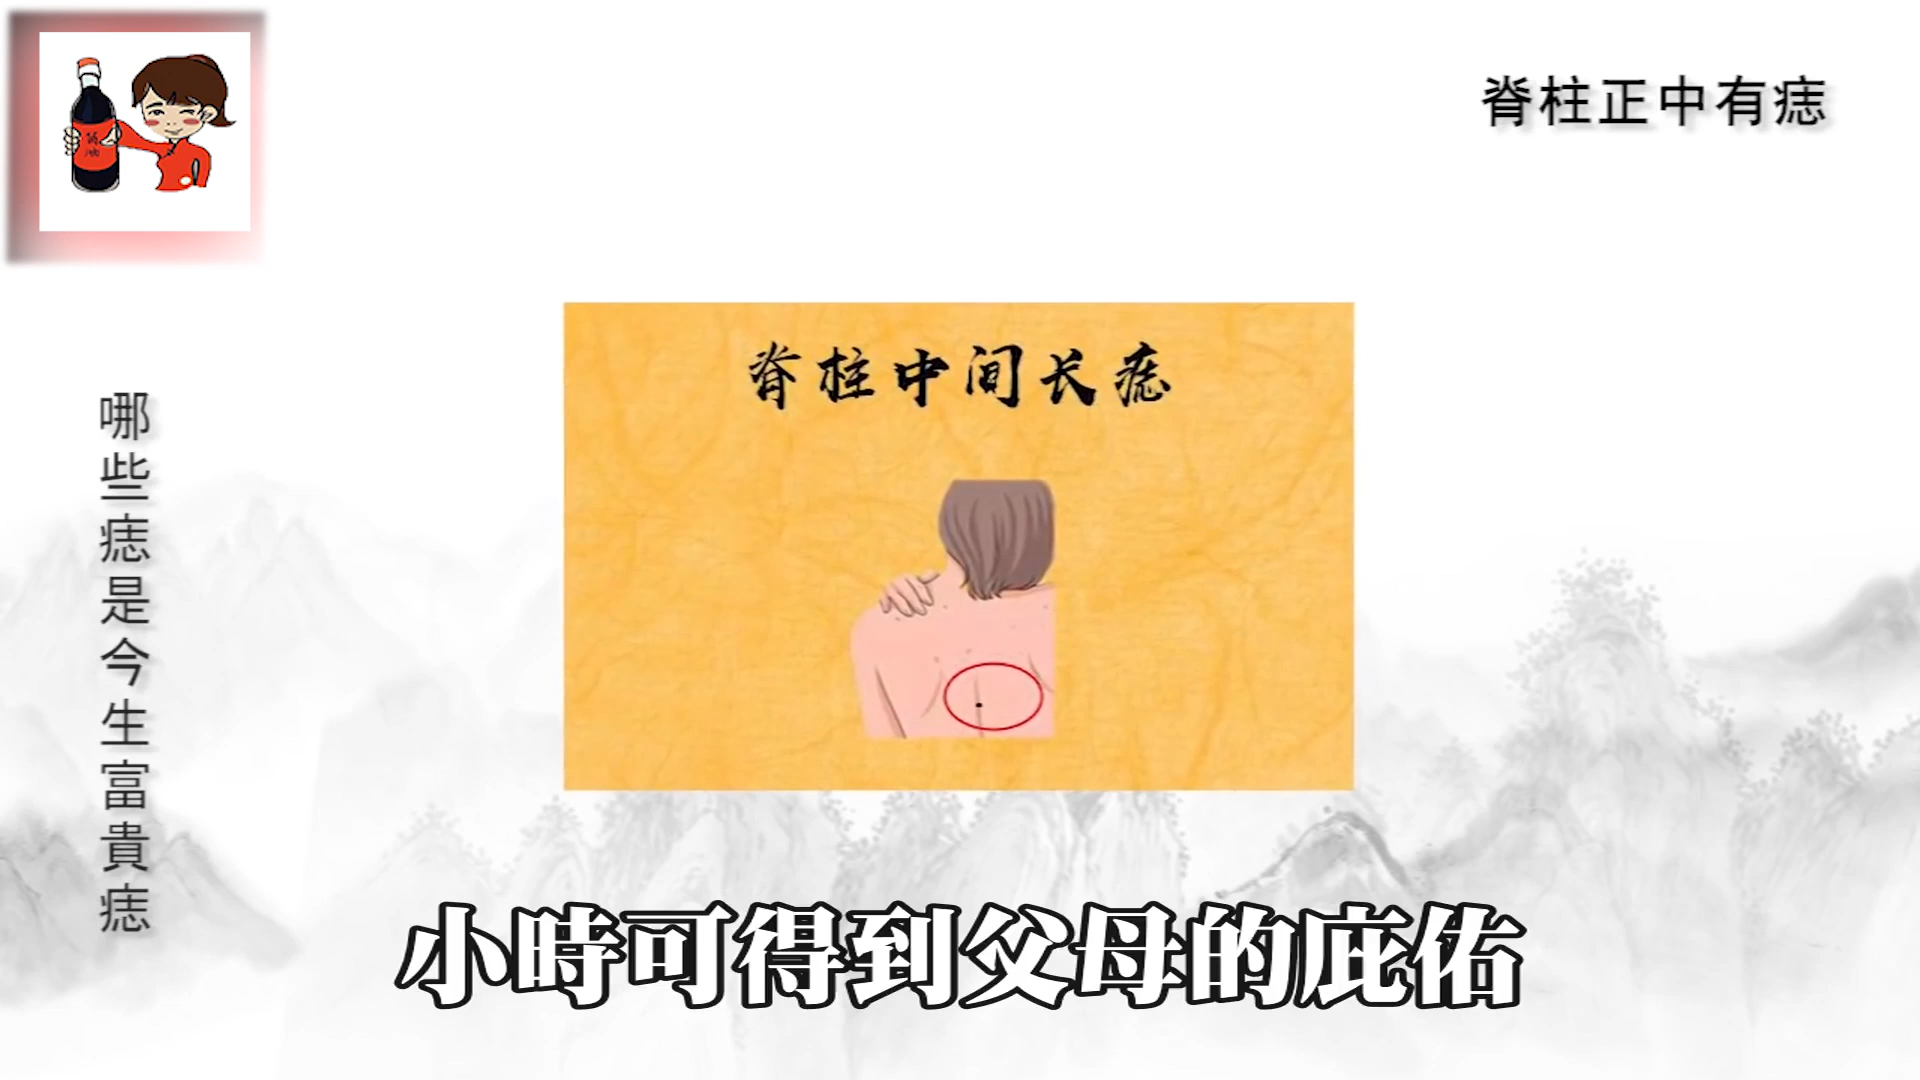 脊柱正中有痣
脊柱中间长痣
哪些痣是今生富貴痣
小時可得到父母的庇佑